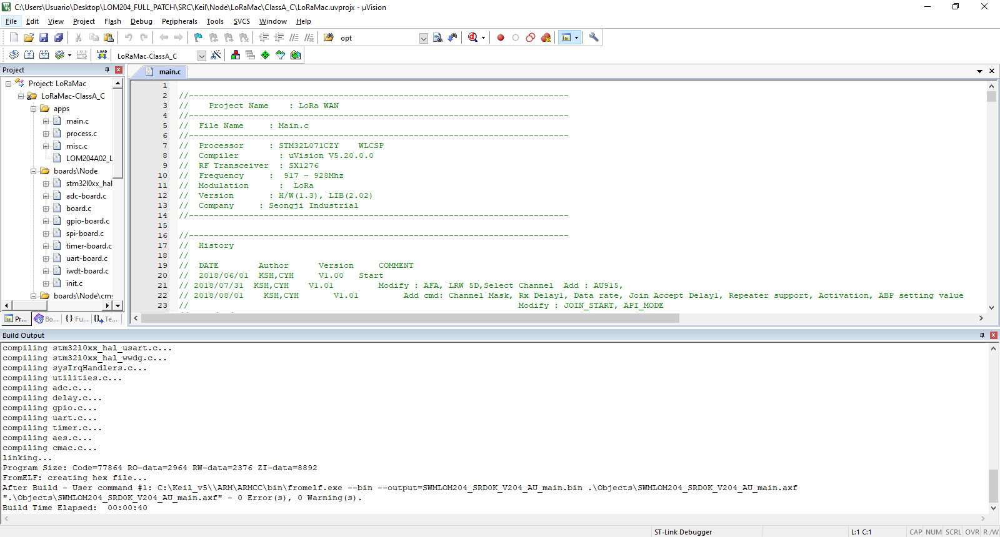 C:\Users\Usuario\Desktop\LOM204_FULL_PATCH\SRC\Keil\Node\LoRaMac\ClassA_C\LoRaMac.uvprojx - µVision
File Edit View Project Flash Debug Peripherals Tools SVCS Window Help
opt
LOAD
LoRaMac-ClassA_C
Project
Project: LoRaMac
LoRaMac-ClassA_C
apps
main.c
process.c
misc.c
LOM204A02_L
boards\Node
stm32l0xx_hal
adc-board.c
board.c
gpio-board.c
spi-board.c
timer-board.c
uart-board.c
iwdt-board.c
init.c
boards\Node\cms
Pr... Bo... {} Fu... Te...
main.c
1
2 //----------------------------------------------------------------------------
3 //    Project Name    : LoRa WAN
4 //----------------------------------------------------------------------------
5 //  File Name     : Main.c
6 //----------------------------------------------------------------------------
7 //  Processor     : STM32L071CZY    WLCSP
8 //  Compiler        : uVision V5.20.0.0
9 //  RF Transceiver  : SX1276
10 //  Frequency     :  917 ~ 928Mhz
11 //  Modulation      :  LoRa
12 //  Version       : H/W(1.3), LIB(2.02)
13 //  Company     : Seongji Industrial
14 //----------------------------------------------------------------------------
15
16 //----------------------------------------------------------------------------
17 //  History
18 //
19 //  DATE        Author      Version     COMMENT
20 //  2018/06/01  KSH,CYH     V1.00   Start
21 // 2018/07/31  KSH,CYH    V1.01         Modify : AFA, LRW 5D,Select Channel  Add : AU915,
22 // 2018/08/01    KSH,CYH       V1.01         Add cmd: Channel Mask, Rx Delay1, Data rate, Join Accept Delay1, Repeater support, Activation, ABP setting value
23 //                                                                  Modify : JOIN_START, API_MODE
Build Output
compiling stm32l0xx_hal_usart.c...
compiling stm32l0xx_hal_wwdg.c...
compiling sysIrqHandlers.c...
compiling utilities.c...
compiling adc.c...
compiling delay.c...
compiling gpio.c...
compiling uart.c...
compiling timer.c...
compiling aes.c...
compiling cmac.c...
linking...
Program Size: Code=77864 RO-data=2964 RW-data=2376 ZI-data=8892
FromELF: creating hex file...
After Build - User command #1: C:\Keil_v5\\ARM\ARMCC\bin\fromelf.exe --bin --output=SWMLOM204_SRD0K_V204_AU_main.bin .\Objects\SWMLOM204_SRD0K_V204_AU_main.axf
".\Objects\SWMLOM204_SRD0K_V204_AU_main.axf" - 0 Error(s), 0 Warning(s).
Build Time Elapsed:  00:00:40
ST-Link Debugger L:1 C:1 CAP NUM SCRL OVR R/W